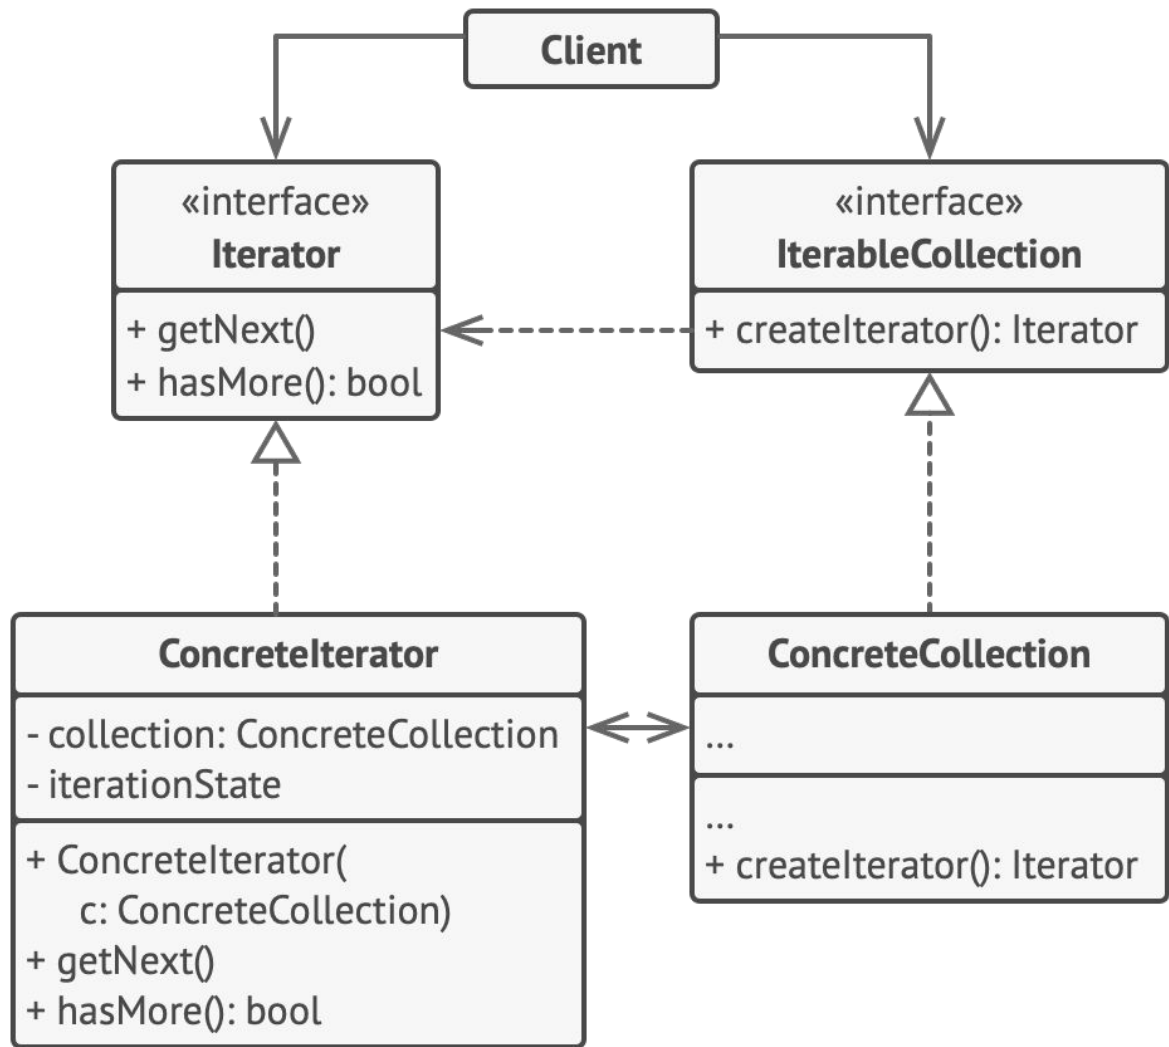 Client
«interface»
Iterator
+ getNext()
+ hasMore(): bool
«interface»
IterableCollection
+ createIterator(): Iterator
ConcreteIterator
- collection: ConcreteCollection
- iterationState
+ ConcreteIterator(
c: ConcreteCollection)
+ getNext()
+ hasMore(): bool
ConcreteCollection
...
...
+ createIterator(): Iterator